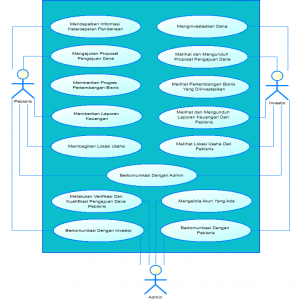 Mendapatkan Informasi
Ketercapaian Pendanaan
Menginvestasikan Dana
Mengajukan Proposal
Pengajuan Dana
Melihat dan Mengunduh
Proposal Pengajuan Dana
Memberikan Progres
Perkembangan Bisnis
Melihat Perkembangan Bisnis
Yang Diinvestasikan
Pebisnis
Investor
Memberikan Laporan
Keuangan
Melihat dan Mengunduh
Laporan Keuangan Dari
Pebisnis
Membagikan Lokasi Usaha
Melihat Lokasi Usaha Dari
Pebisnis
Berkomunikasi Dengan Admin
Melakukan Verifikasi Dan
Kualifikasi Pengajuan Dana
Pebisnis
Mengelola Akun Yang Ada
Berkomunikasi Dengan Investor
Berkomunikasi Dengan
Pebisnis
Admin